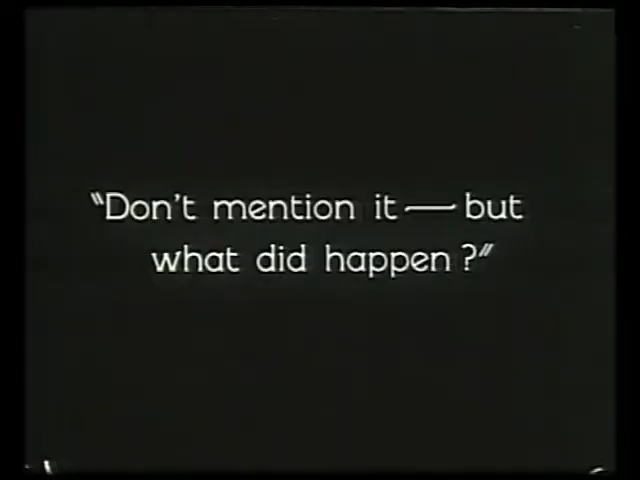 "Don't mention it — but
what did happen?"